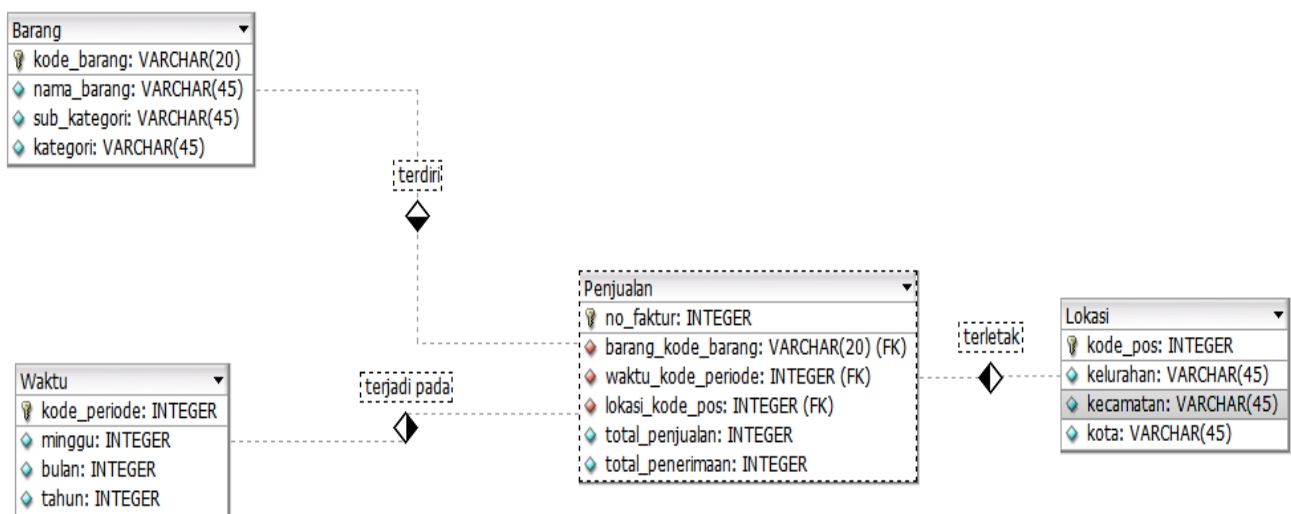 Barang
kode_barang: VARCHAR(20)
nama_barang: VARCHAR(45)
sub_kategori: VARCHAR(45)
kategori: VARCHAR(45)
terdiri
Penjualan
no_faktur: INTEGER
barang_kode_barang: VARCHAR(20) (FK)
waktu_kode_periode: INTEGER (FK)
lokasi_kode_pos: INTEGER (FK)
total_penjualan: INTEGER
total_penerimaan: INTEGER
terletak
Lokasi
kode_pos: INTEGER
kelurahan: VARCHAR(45)
kecamatan: VARCHAR(45)
kota: VARCHAR(45)
Waktu
kode_periode: INTEGER
minggu: INTEGER
bulan: INTEGER
tahun: INTEGER
terjadi pada